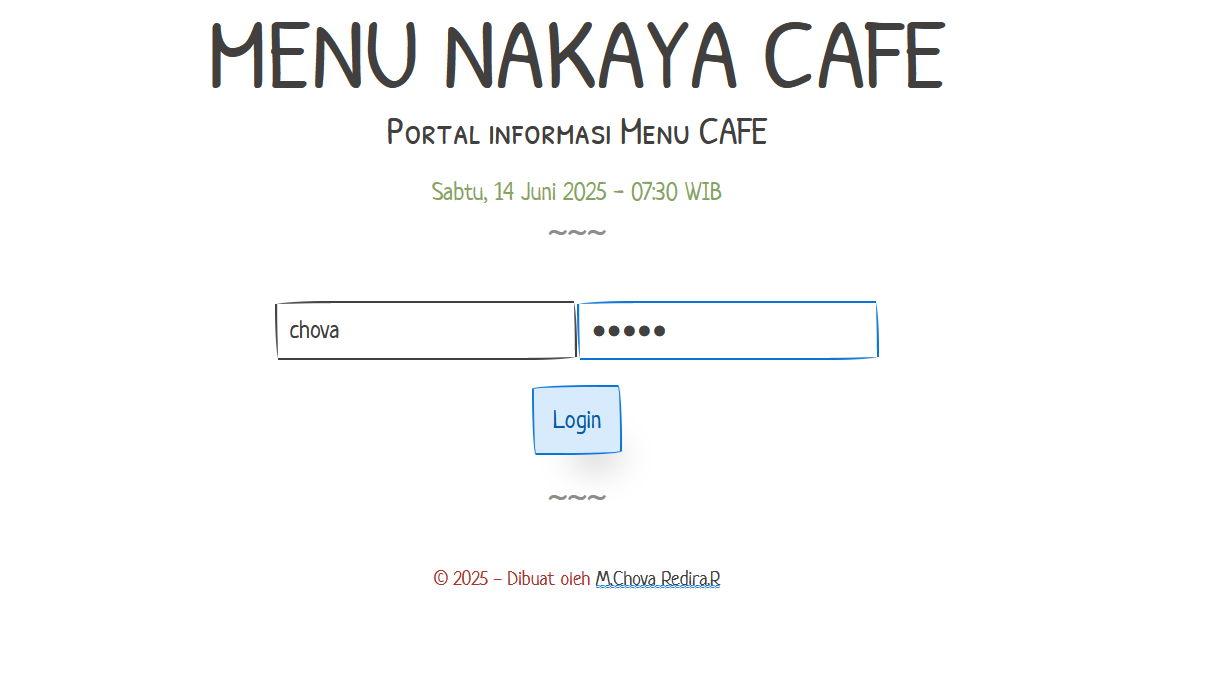 MENU NAKAYA CAFE
Portal informasi Menu CAFE
Sabtu, 14 Juni 2025 - 07:30 WIB
~~~
chova
●●●●●
Login
~~~
© 2025 - Dibuat oleh M.Chova Redira.R